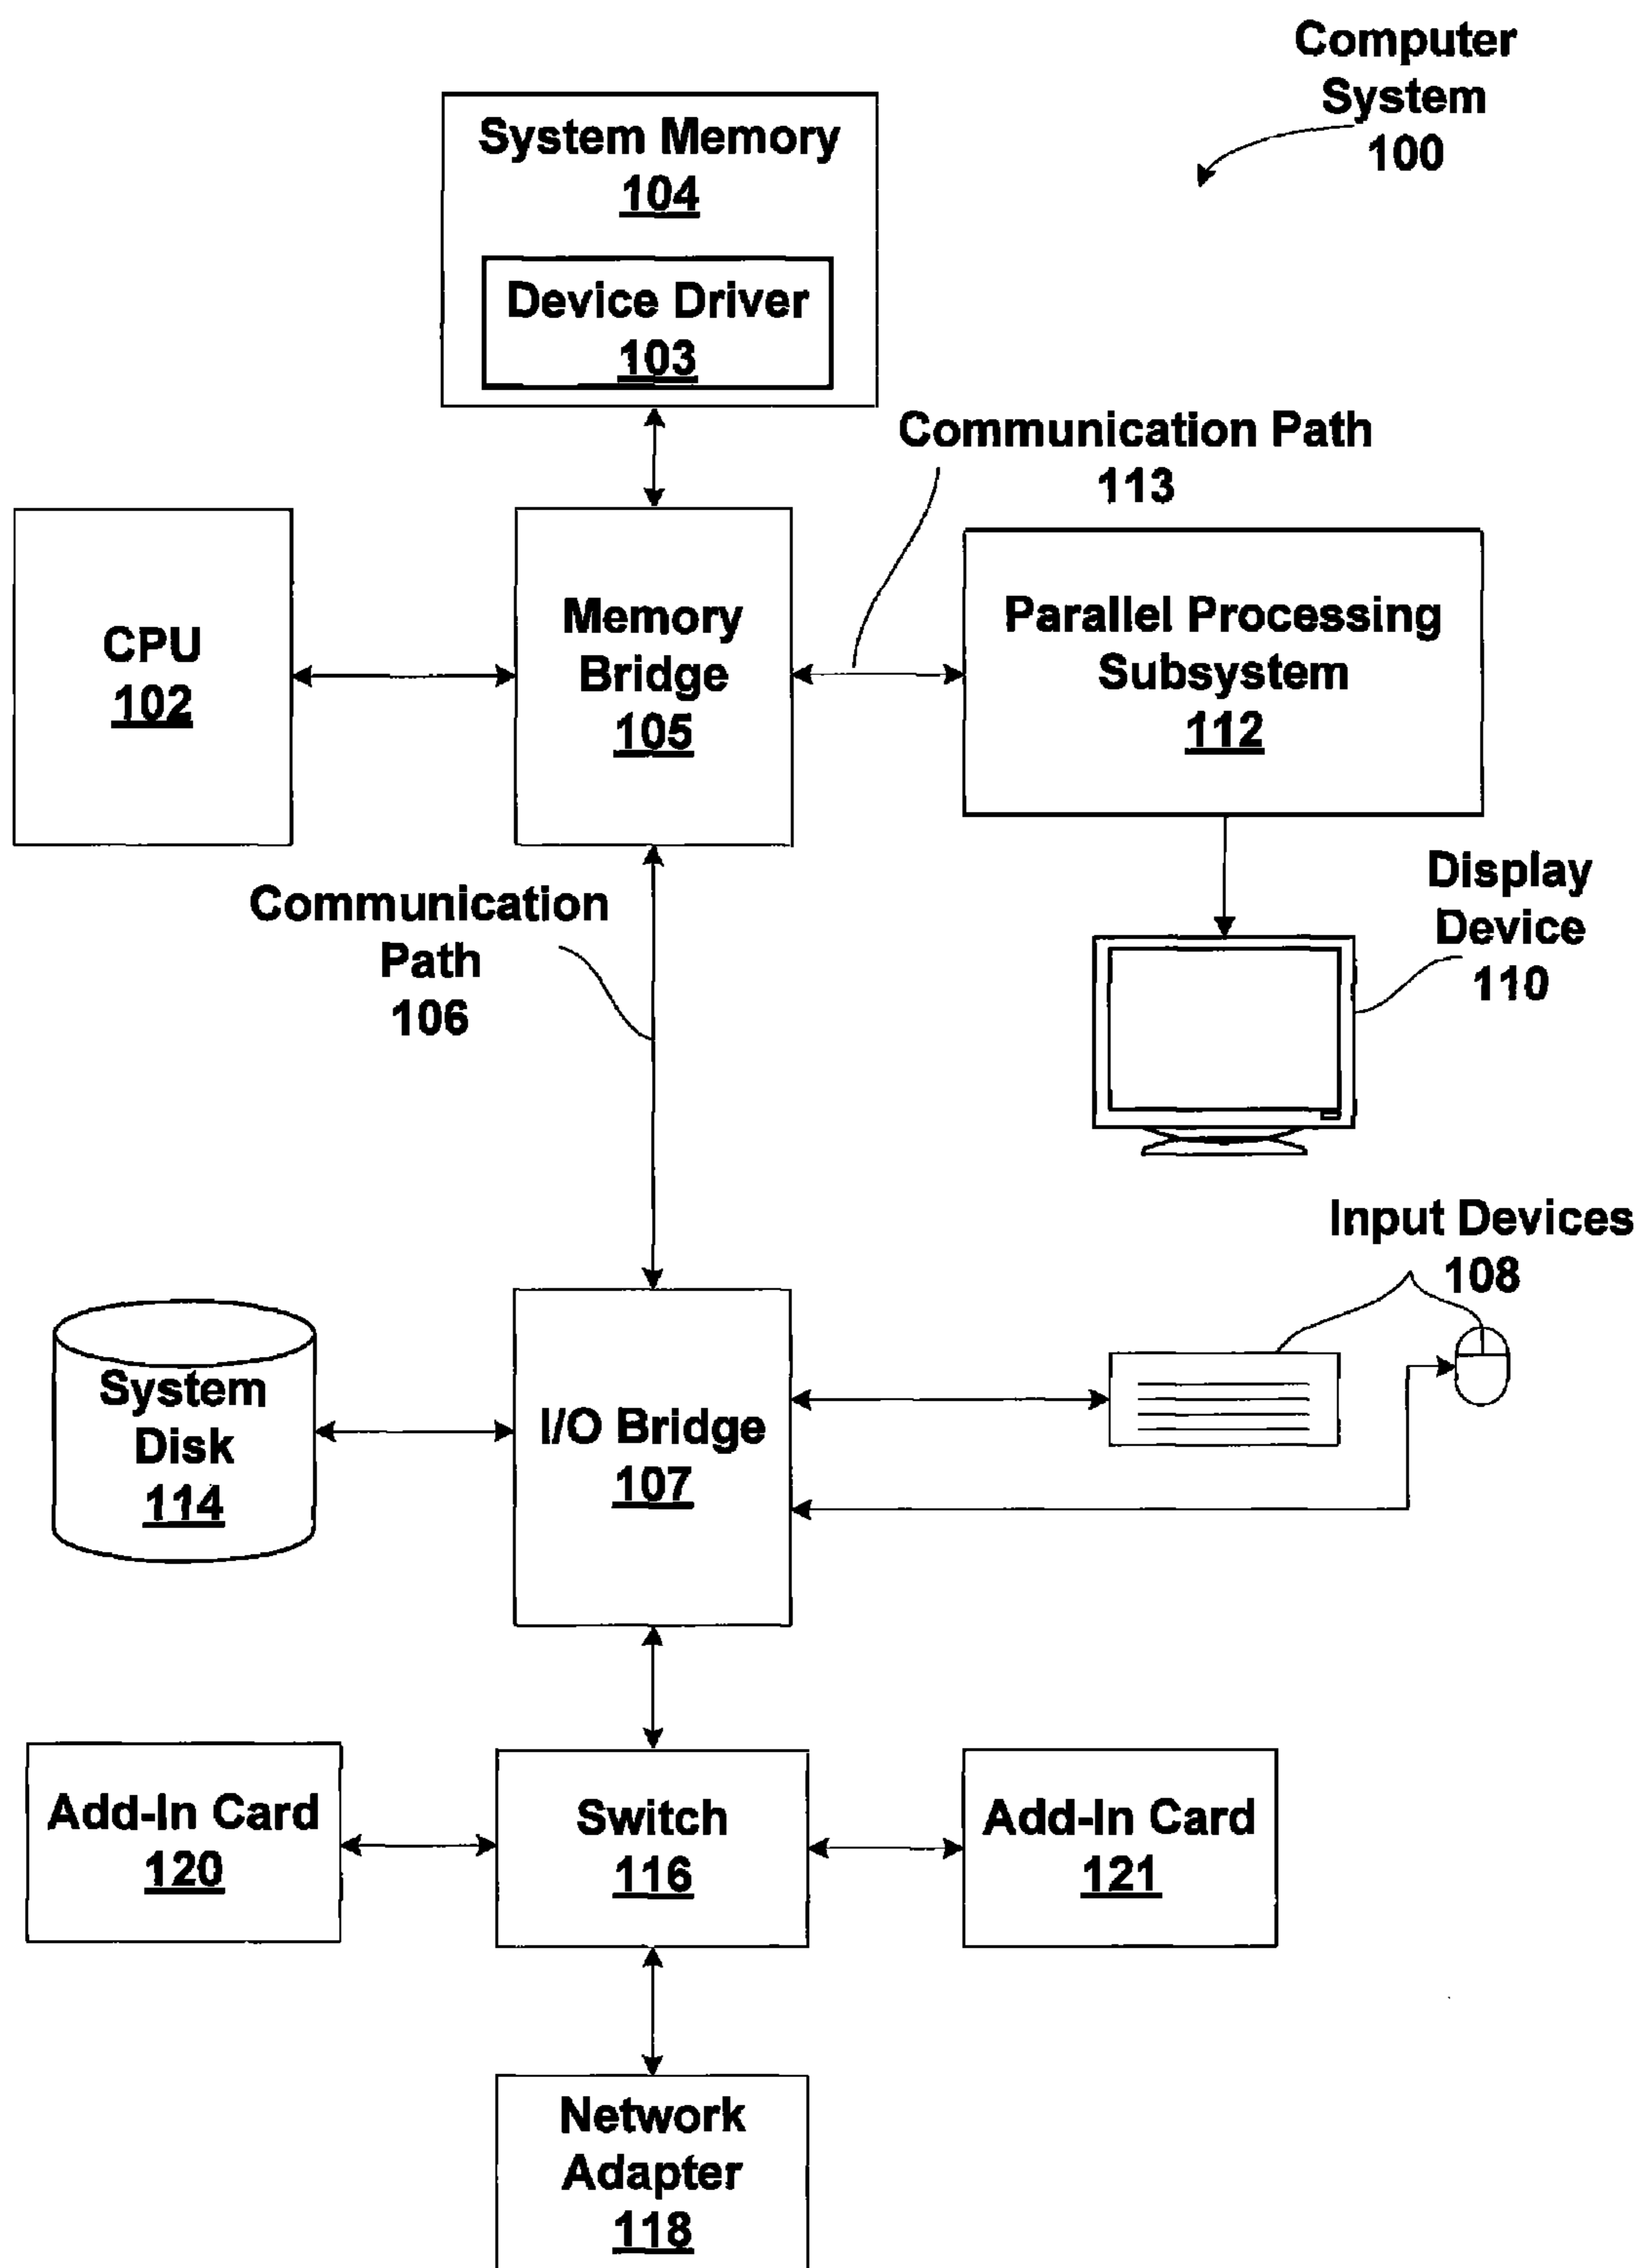 Computer
System
100
System Memory
104
Device Driver
103
Communication Path
113
CPU
102
Memory
Bridge
105
Parallel Processing
Subsystem
112
Communication
Path
106
Display
Device
110
Input Devices
108
System
Disk
114
I/O Bridge
107
Add-In Card
120
Switch
116
Add-In Card
121
Network
Adapter
118